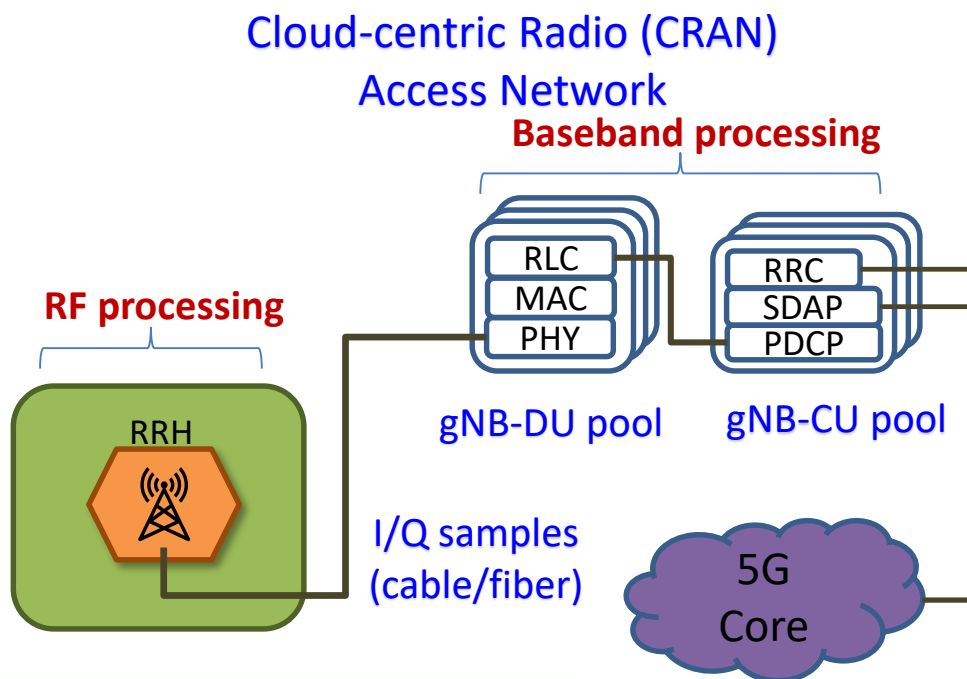 Cloud-centric Radio (CRAN)
Access Network
Baseband processing
RF processing
RLC
MAC
PHY
RRC
SDAP
PDCP
gNB-DU pool
gNB-CU pool
RRH
I/Q samples
(cable/fiber)
5G
Core